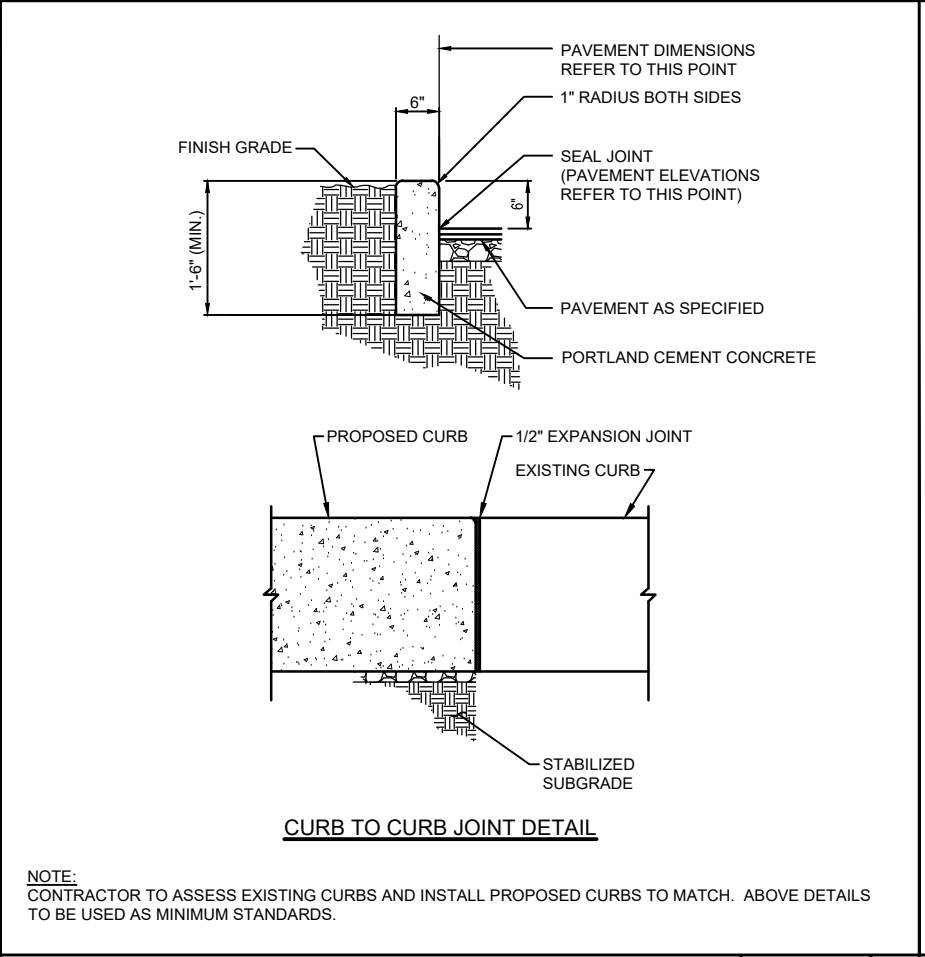 PAVEMENT DIMENSIONS
REFER TO THIS POINT
6"
1" RADIUS BOTH SIDES
FINISH GRADE
SEAL JOINT
(PAVEMENT ELEVATIONS
REFER TO THIS POINT)
6"
1'-6" (MIN.)
PAVEMENT AS SPECIFIED
PORTLAND CEMENT CONCRETE
PROPOSED CURB
1/2" EXPANSION JOINT
EXISTING CURB
STABILIZED
SUBGRADE
CURB TO CURB JOINT DETAIL
NOTE:
CONTRACTOR TO ASSESS EXISTING CURBS AND INSTALL PROPOSED CURBS TO MATCH. ABOVE DETAILS
TO BE USED AS MINIMUM STANDARDS.